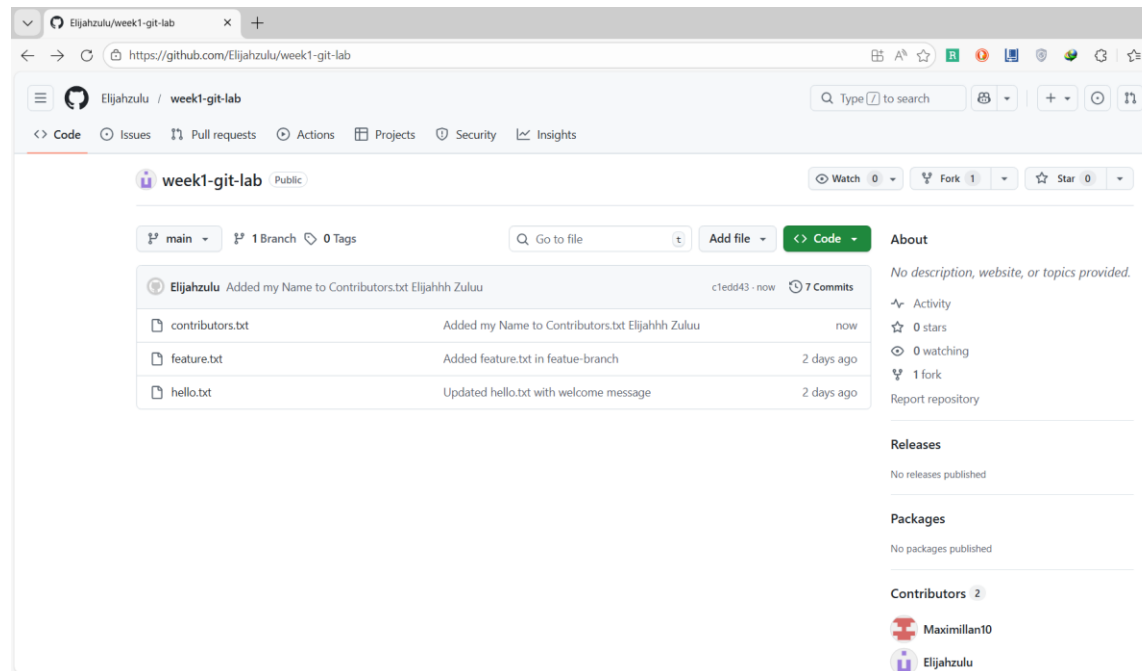 Elijahzulu/week1-git-lab
https://github.com/Elijahzulu/week1-git-lab
Elijahzulu / week1-git-lab
Type / to search
Code Issues Pull requests Actions Projects Security Insights
week1-git-lab Public
Watch 0 Fork 1 Star 0
main 1 Branch 0 Tags Go to file t Add file Code
Elijahzulu Added my Name to Contributors.txt Elijahhh Zuluu c1edd43 · now 7 Commits
contributors.txt Added my Name to Contributors.txt Elijahhh Zuluu now
feature.txt Added feature.txt in featue-branch 2 days ago
hello.txt Updated hello.txt with welcome message 2 days ago
About
No description, website, or topics provided.
Activity
0 stars
0 watching
1 fork
Report repository
Releases
No releases published
Packages
No packages published
Contributors 2
Maximillan10
Elijahzulu